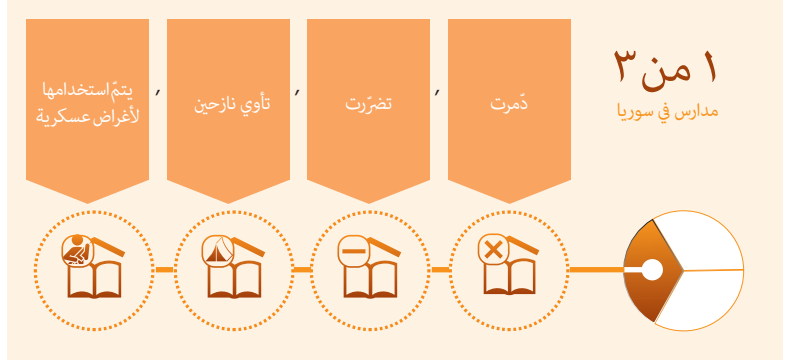 ١ من ٣
مدارس في سوريا
دّمرت
,
تضرّرت
,
تأوي نازحين
,
يتمّ استخدامها
لأغراض عسكرية